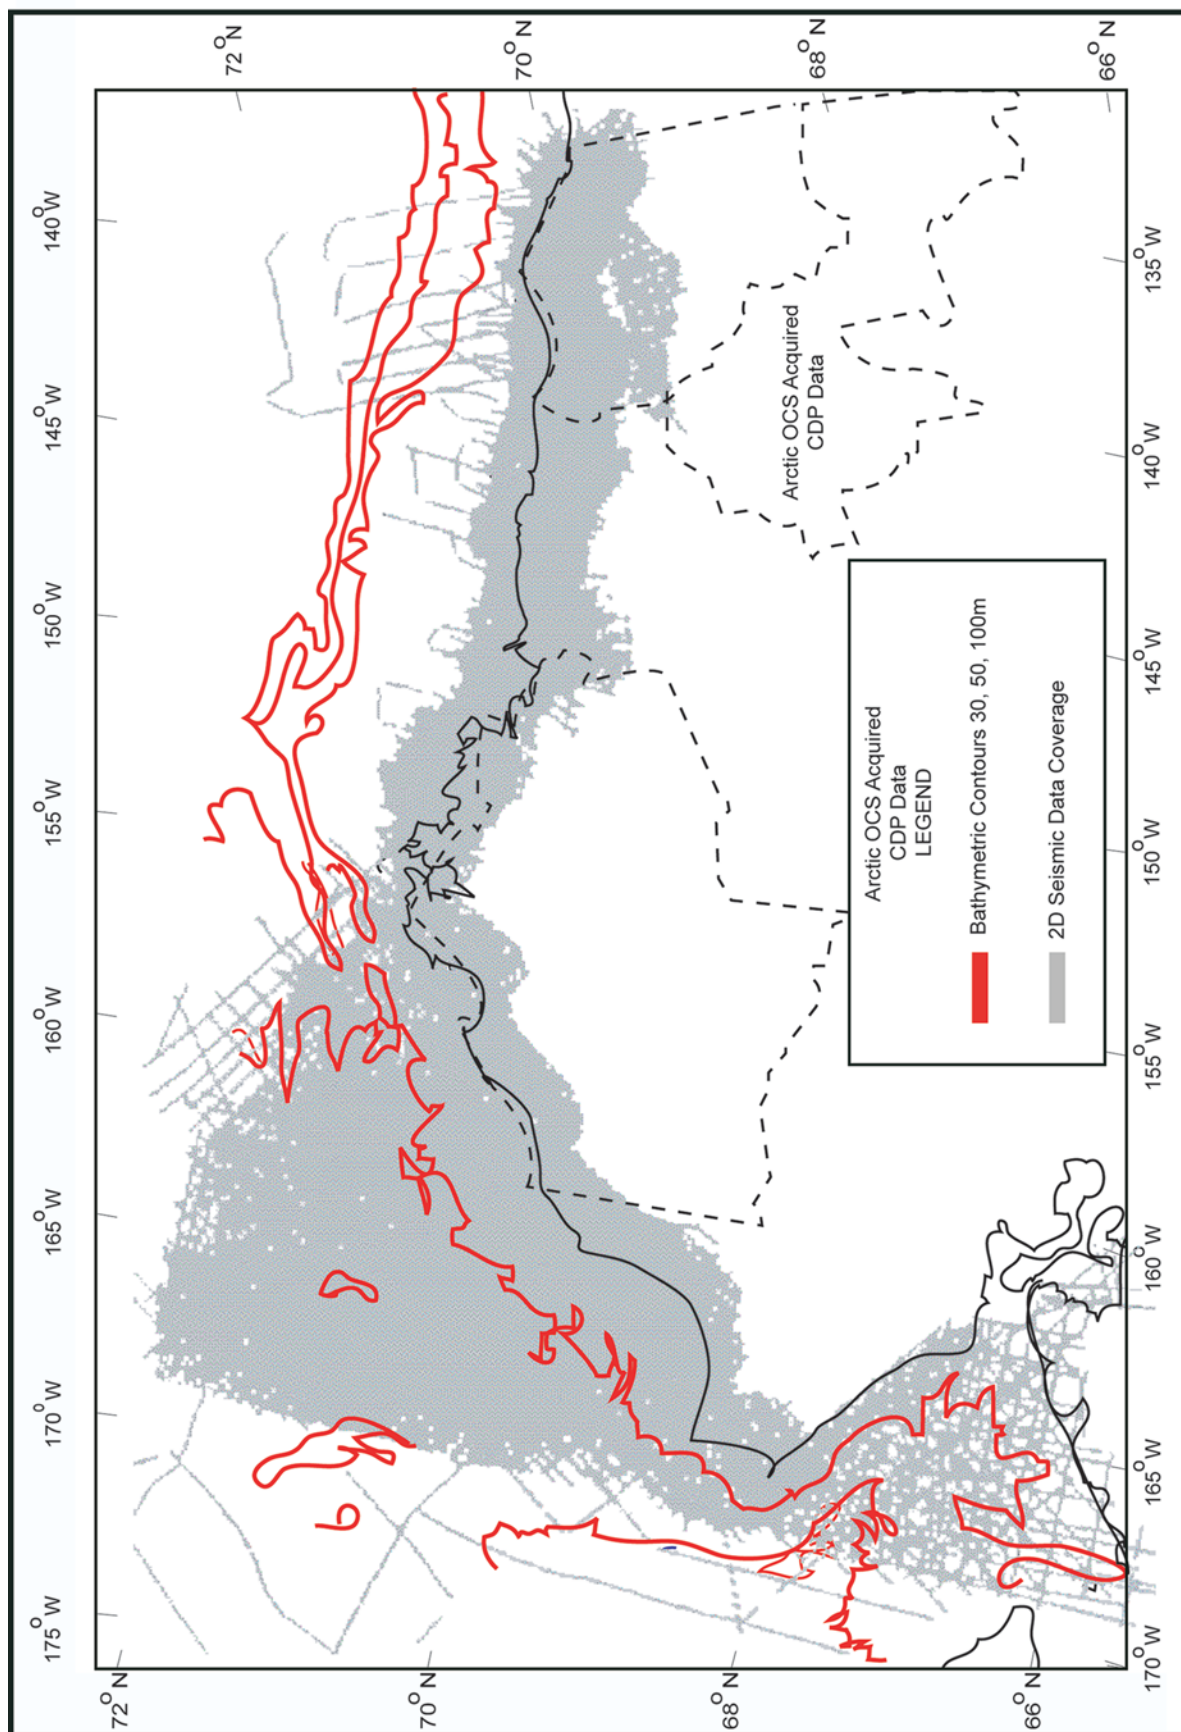 140°W
145°W
150°W
155°W
160°W
165°W
170°W
175°W
72°N
70°N
68°N
66°N
72°N
70°N
68°N
66°N
135°W
140°W
145°W
150°W
155°W
160°W
165°W
170°W
Arctic OCS Acquired
CDP Data
Arctic OCS Acquired
CDP Data
LEGEND
Bathymetric Contours 30, 50, 100m
2D Seismic Data Coverage